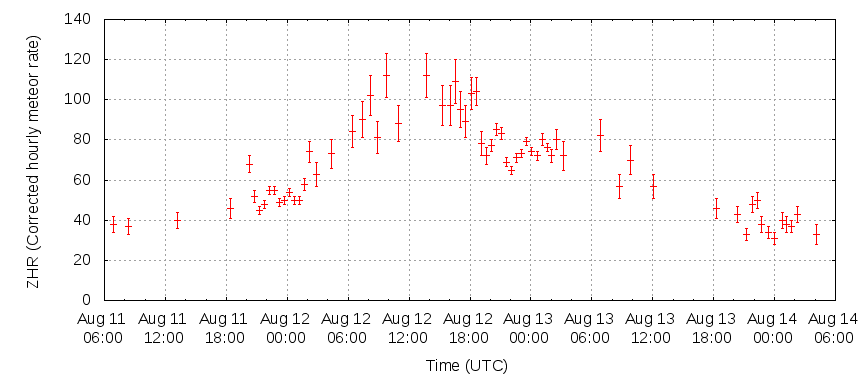 ZHR (Corrected hourly meteor rate)
140
120
100
80
60
40
20
0
Aug 11 Aug 11 Aug 11 Aug 12 Aug 12 Aug 12 Aug 12 Aug 13 Aug 13 Aug 13 Aug 13 Aug 14 Aug 14
06:00 12:00 18:00 00:00 06:00 12:00 18:00 00:00 06:00 12:00 18:00 00:00 06:00
Time (UTC)